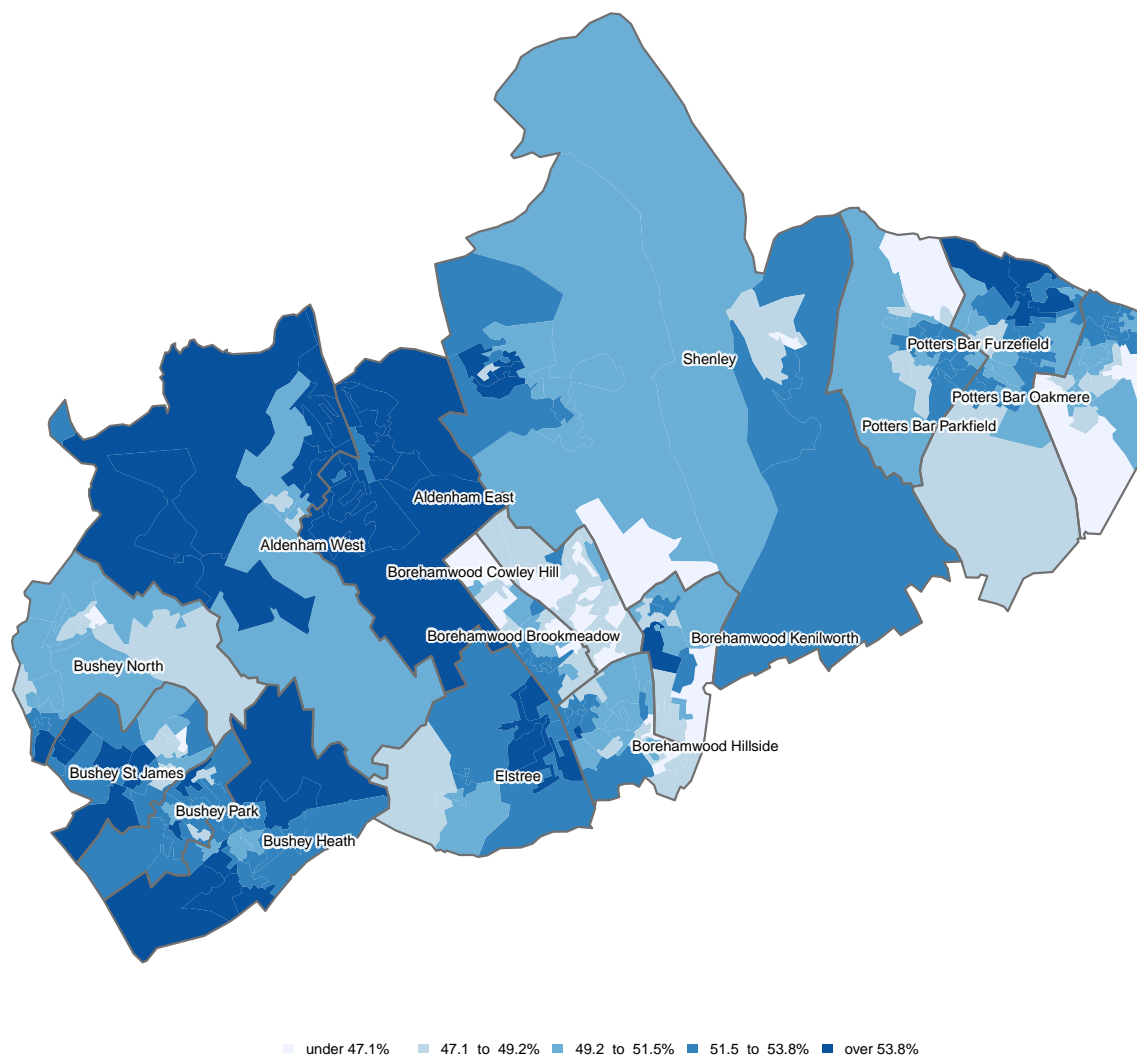 Shenley
Potters Bar Furzefield
Potters Bar Oakmere
Potters Bar Parkfield
Aldenham East
Aldenham West
Borehamwood Cowley Hill
Borehamwood Brookmeadow
Borehamwood Kenilworth
Bushey North
Borehamwood Hillside
Bushey St James
Elstree
Bushey Park
Bushey Heath
under 47.1% 47.1 to 49.2% 49.2 to 51.5% 51.5 to 53.8% over 53.8%